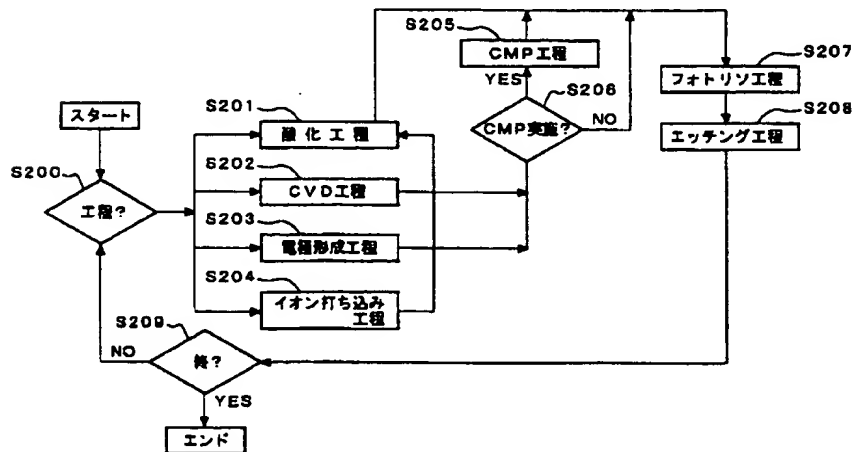 S205
CMP工程
YES
S207
フォトリソ工程
S206
S208
CMP実施?
NO
エッチング工程
S201
酸化工程
スタート
S202
CVD工程
S200
工程?
S203
電極形成工程
S204
イオン打ち込み
工程
S209
NO
終?
YES
エンド